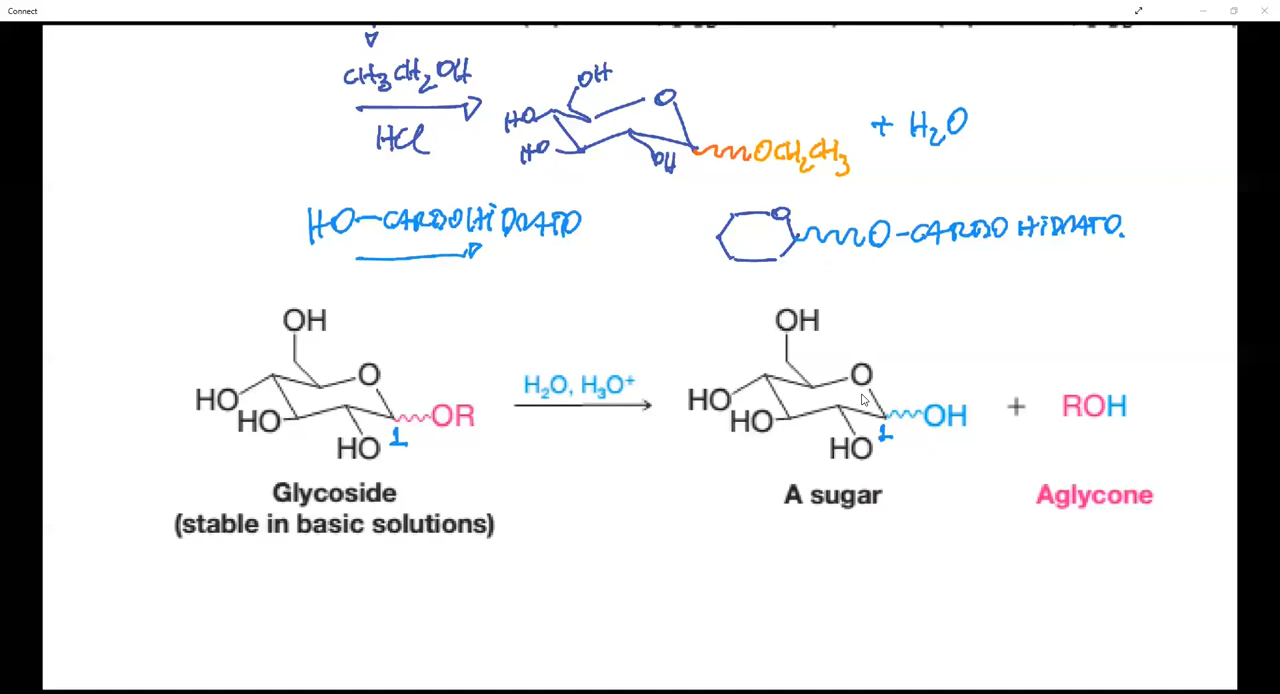 Connect
CH3CH2OH
HCl
OH
O
HO
HO
OH
OCH2CH3
+ H2O
HO-CARBOHIDRATO
O
O-CARBOHIDRATO.
OH
O
HO
HO
HO
1
OR
H₂O, H₃O⁺
OH
O
HO
HO
HO
1
OH
+
ROH
Glycoside
(stable in basic solutions)
A sugar
Aglycone